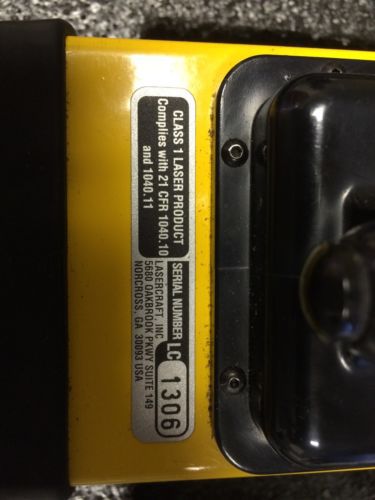 CLASS 1 LASER PRODUCT
Complies with 21 CFR 1040.10
and 1040.11
SERIAL NUMBER LC 1306
LASERCRAFT, INC
5680 OAKBROOK PKWY SUITE 149
NORCROSS, GA 30093 USA